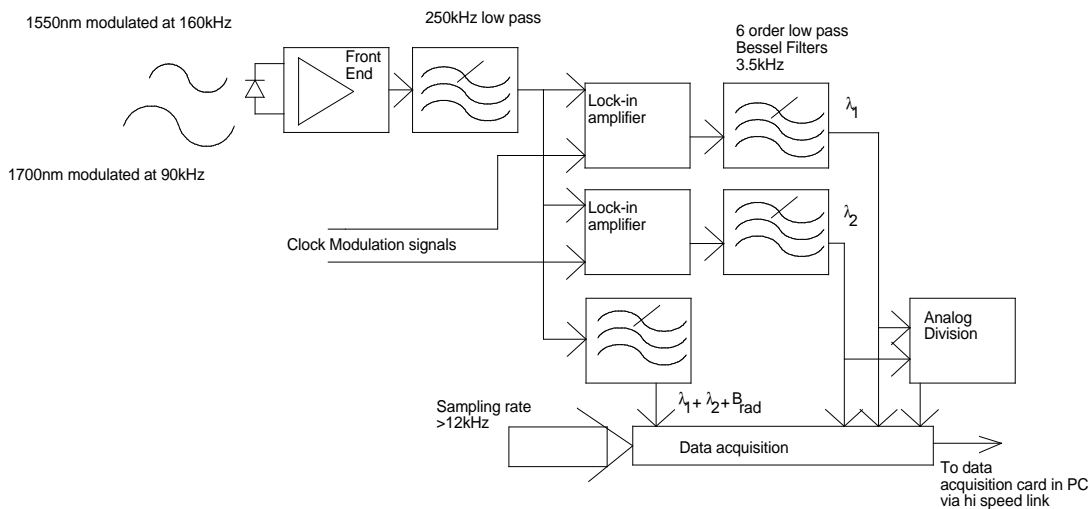 1550nm modulated at 160kHz
250kHz low pass
6 order low pass
Bessel Filters
3.5kHz
Front
End
Lock-in
amplifier
λ1
1700nm modulated at 90kHz
Lock-in
amplifier
λ2
Clock Modulation signals
Analog
Division
λ1+ λ2+ Brad
Sampling rate
>12kHz
Data acquisition
To data
acquisition card in PC
via hi speed link